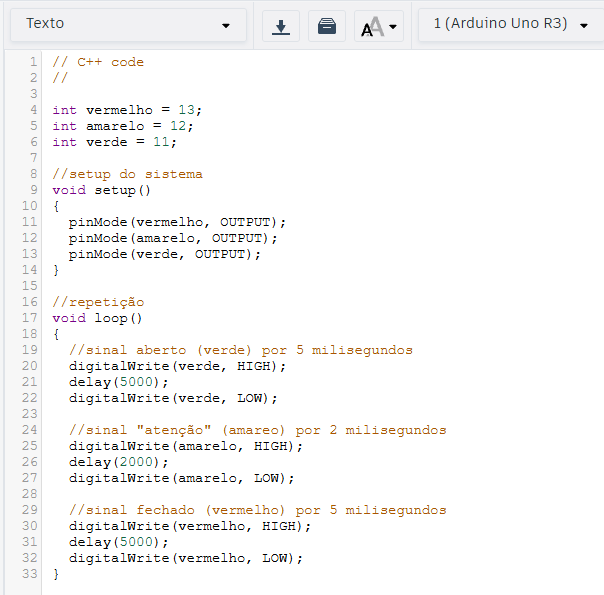 Texto
1 (Arduino Uno R3)
1 // C++ code
2 //
3
4 int vermelho = 13;
5 int amarelo = 12;
6 int verde = 11;
7
8 //setup do sistema
9 void setup()
10 {
11   pinMode(vermelho, OUTPUT);
12   pinMode(amarelo, OUTPUT);
13   pinMode(verde, OUTPUT);
14 }
15
16 //repetição
17 void loop()
18 {
19   //sinal aberto (verde) por 5 milisegundos
20   digitalWrite(verde, HIGH);
21   delay(5000);
22   digitalWrite(verde, LOW);
23
24   //sinal "atenção" (amareo) por 2 milisegundos
25   digitalWrite(amarelo, HIGH);
26   delay(2000);
27   digitalWrite(amarelo, LOW);
28
29   //sinal fechado (vermelho) por 5 milisegundos
30   digitalWrite(vermelho, HIGH);
31   delay(5000);
32   digitalWrite(vermelho, LOW);
33 }